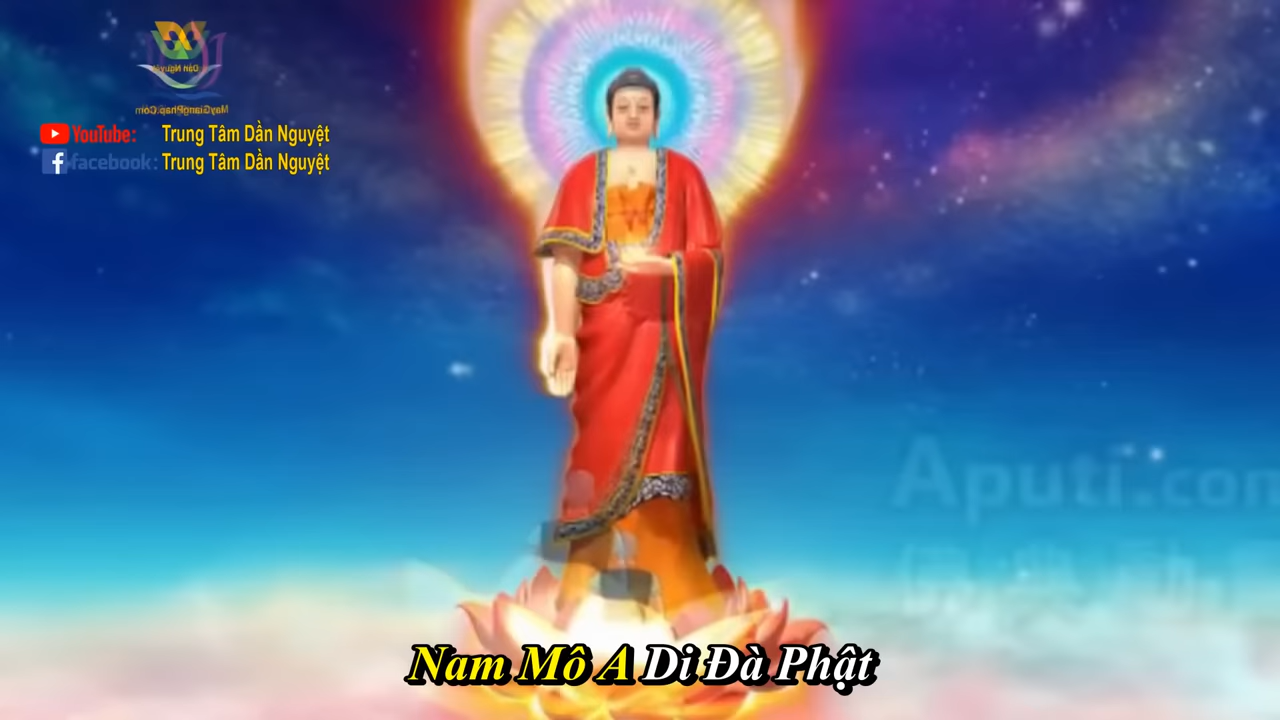 YouTube: Trung Tâm Dần Nguyệt
facebook: Trung Tâm Dần Nguyệt
Aputi.com
Nam Mô A Di Đà Phật